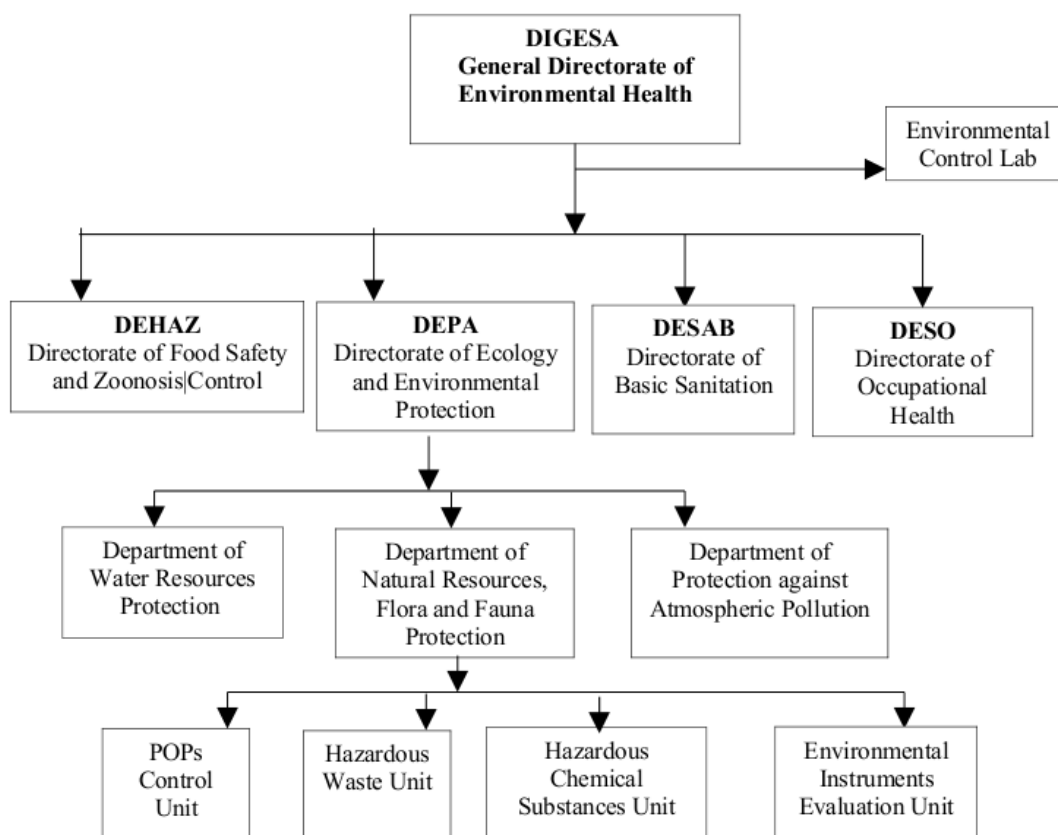 DIGESA
General Directorate of
Environmental Health
Environmental
Control Lab
DEHAZ
Directorate of Food Safety
and Zoonosis|Control
DEPA
Directorate of Ecology
and Environmental
Protection
DESAB
Directorate of
Basic Sanitation
DESO
Directorate of
Occupational
Health
Department of
Water Resources
Protection
Department of
Natural Resources,
Flora and Fauna
Protection
Department of
Protection against
Atmospheric Pollution
POPs
Control
Unit
Hazardous
Waste Unit
Hazardous
Chemical
Substances Unit
Environmental
Instruments
Evaluation Unit